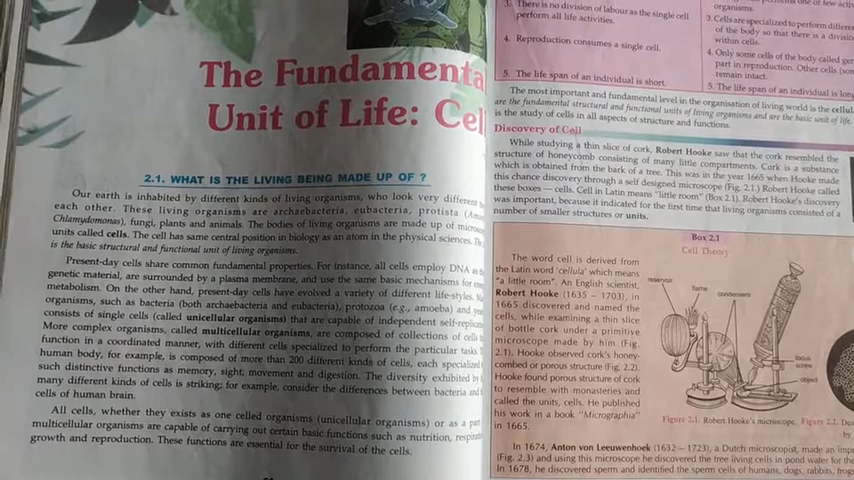 The Fundamental
Unit of Life: Cel
2.1. WHAT IS THE LIVING BEING MADE UP OF ?
Our earth is inhabited by different kinds of living organisms, who look very different
each other. These living organisms are archaebacteria, eubacteria, protista
Chlamydomonas), fungi, plants and animals. The bodies of living organisms are made up of
units called cells. The cell has same central position in biology as an atom in the physical sciences.
is the basic structural and functional unit of living organisms.
Present-day cells share common fundamental properties. For instance, all cells employ DNA as
genetic material, are surrounded by a plasma membrane, and use the same basic mechanisms for
metabolism. On the other hand, present-day cells have evolved a variety of different life-styles.
organisms, such as bacteria (both archaebacteria and eubacteria), protozoa (e.g., amoeba) and
consists of single cells (called unicellular organisms) that are capable of independent self-replica
More complex organisms, called multicellular organisms, are composed of collections of cells
function in a coordinated manner, with different cells specialized to perform the particular tasks.
human body, for example, is composed of more than 200 different kinds of cells, each specialized
such distinctive functions as memory, sight, movement and digestion. The diversity exhibited by
many different kinds of cells is striking; for example, consider the differences between bacteria and
cells of human brain.
All cells, whether they exists as one celled organisms (unicellular organisms) or as a part
multicellular organisms are capable of carrying out certain basic functions such as nutrition, respirat
growth and reproduction. These functions are essential for the survival of the cells.
3. There is no division of labour as the single cell
perform all life activities.
4. Reproduction consumes a single cell.
5. The life span of an individual is short.
organisms.
3. Cells are specialized to perform differen
of the body so that there is a divisio
within cells.
4. Only some cells of the body called ger
part in reproduction. Other cells (som
remain intact.
5. The life span of an individual is long
The most important and fundamental level in the organisation of living world is the cellula
are the fundamental structural and functional units of living organisms and are the basic unit of life.
is the study of cells in all aspects of structure and functions.
Discovery of Cell
While studying a thin slice of cork, Robert Hooke saw that the cork resembled the
structure of honeycomb consisting of many little compartments. Cork is a substance
which is obtained from the bark of a tree. This was in the year 1665 when Hooke made
this chance discovery through a self designed microscope (Fig. 2.1.) Robert Hooke called
these boxes — cells. Cell in Latin means "little room" (Box 2.1). Robert Hooke's discovery
was important, because it indicated for the first time that living organisms consisted of a
number of smaller structures or units.
Box 2.1
Cell Theory
The word cell is derived from
the Latin word 'cellula' which means
"a little room". An English scientist,
Robert Hooke (1635 – 1703), in
1665 discovered and named the
cells, while examining a thin slice
of bottle cork under a primitive
microscope made by him (Fig.
2.1). Hooke observed cork's honey-
combed or porous structure (Fig. 2.2).
Hooke found porous structure of cork
to resemble with monasteries and
called the units, cells. He published
his work in a book "Micrographia"
in 1665.
reservoir
flame
condensers
focus
screw
object
Figure 2.1. Robert Hooke's microscope.
Figure 2.2.
by
In 1674, Anton von Leeuwenhoek (1632 – 1723), a Dutch microscopist, made an imp
(Fig. 2.3) and using this microscope he discovered the free living cells in pond water for the
In 1678, he discovered sperm and identified the sperm cells of humans, dogs, rabbits, frogs